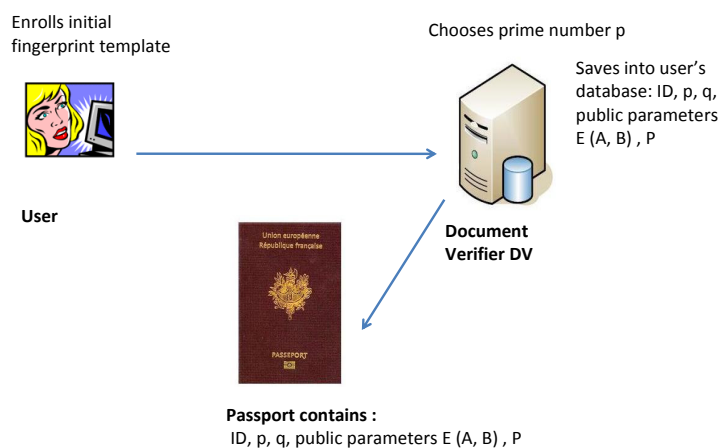 Enrolls initial
fingerprint template
Chooses prime number p
Saves into user's
database: ID, p, q,
public parameters
E (A, B) , P
User
Document
Verifier DV
Union européenne
République française
PASSEPORT
Passport contains :
ID, p, q, public parameters E (A, B) , P